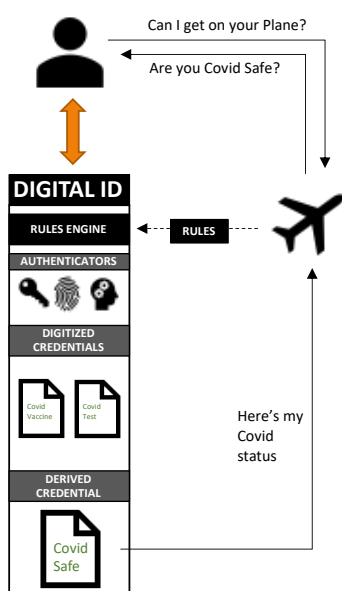 Can I get on your Plane?
Are you Covid Safe?
DIGITAL ID
RULES ENGINE
RULES
AUTHENTICATORS
DIGITIZED
CREDENTIALS
Covid
Vaccine
Covid
Test
Here's my
Covid
status
DERIVED
CREDENTIAL
Covid
Safe